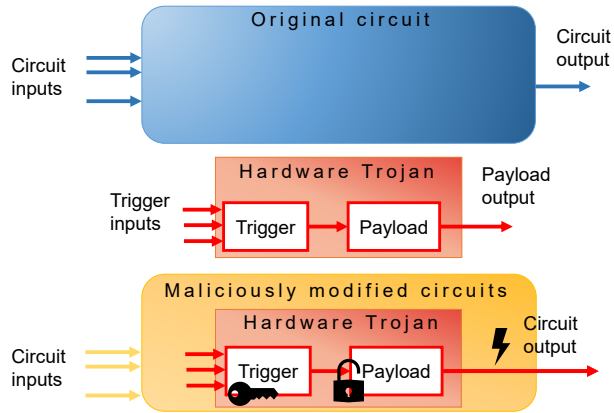 Original circuit
Circuit
inputs
Circuit
output
Hardware Trojan
Trigger
inputs
Trigger
Payload
Payload
output
Maliciously modified circuits
Hardware Trojan
Circuit
inputs
Trigger
Payload
Circuit
output